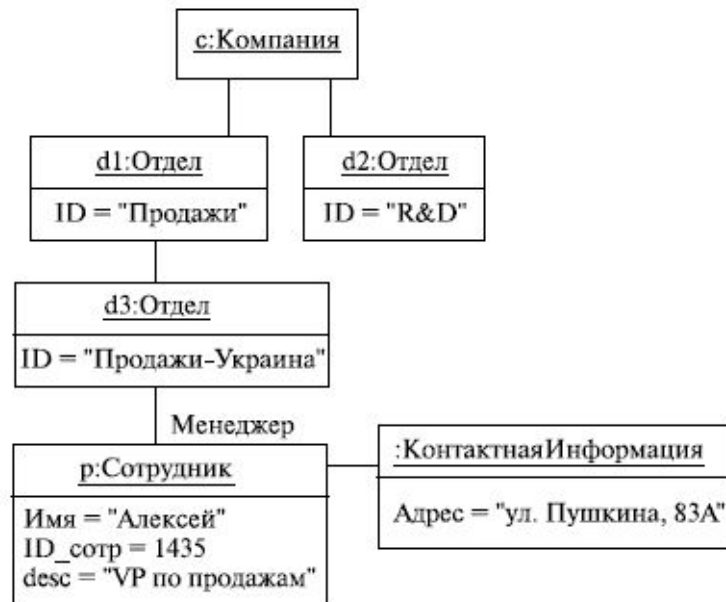 c:Компания
d1:Отдел
ID = "Продажи"
d2:Отдел
ID = "R&D"
d3:Отдел
ID = "Продажи-Украина"
Менеджер
p:Сотрудник
Имя = "Алексей"
ID_сотр = 1435
desc = "VP по продажам"
:КонтактнаяИнформация
Адрес = "ул. Пушкина, 83А"